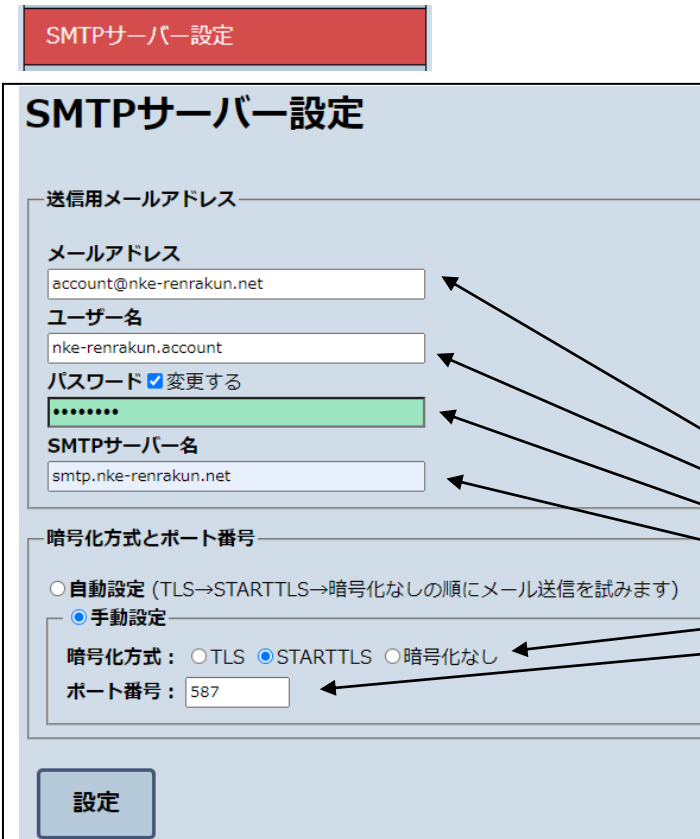 SMTPサーバー設定
SMTPサーバー設定
送信用メールアドレス
メールアドレス
account@nke-renrakun.net
ユーザー名
nke-renrakun.account
パスワード 変更する
••••••••
SMTPサーバー名
smtp.nke-renrakun.net
暗号化方式とポート番号
自動設定 (TLS→STARTTLS→暗号化なしの順にメール送信を試みます)
手動設定
暗号化方式： TLS STARTTLS 暗号化なし
ポート番号： 587
設定